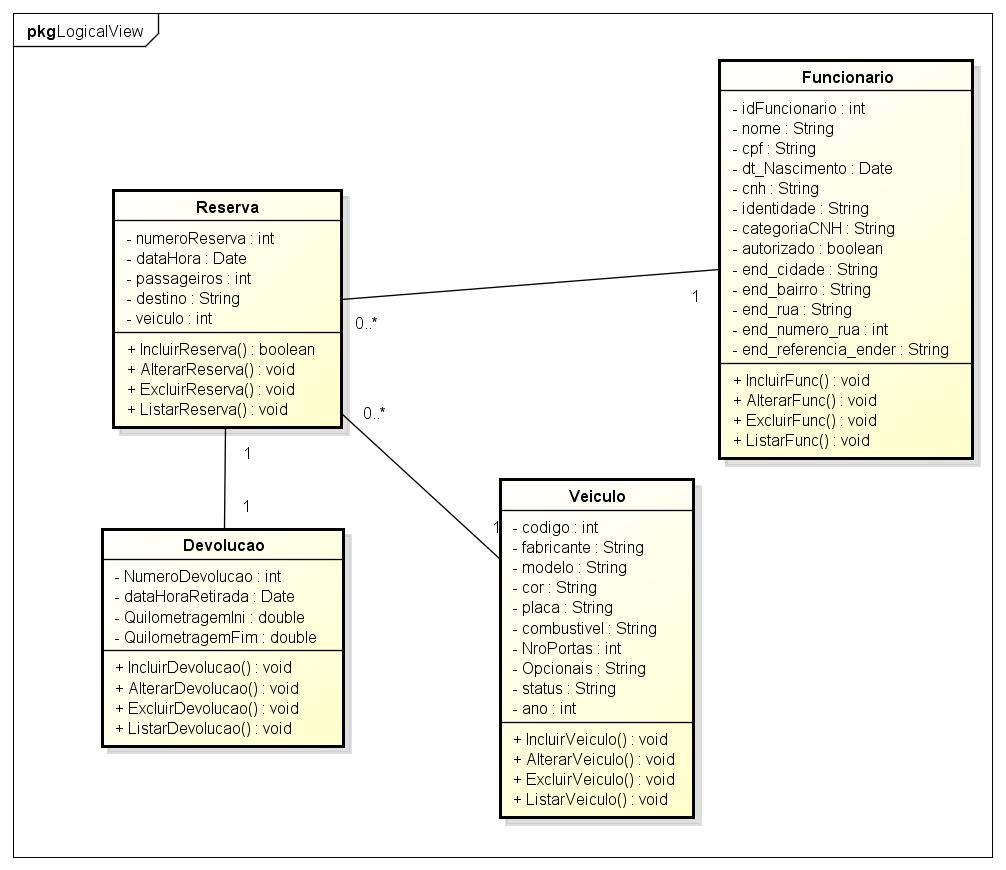 pkgLogicalView
Funcionario
- idFuncionario : int
- nome : String
- cpf : String
- dt_Nascimento : Date
- cnh : String
- identidade : String
- categoriaCNH : String
- autorizado : boolean
- end_cidade : String
- end_bairro : String
- end_rua : String
- end_numero_rua : int
- end_referencia_ender : String
+ IncluirFunc() : void
+ AlterarFunc() : void
+ ExcluirFunc() : void
+ ListarFunc() : void
Reserva
- numeroReserva : int
- dataHora : Date
- passageiros : int
- destino : String
- veiculo : int
+ IncluirReserva() : boolean
+ AlterarReserva() : void
+ ExcluirReserva() : void
+ ListarReserva() : void
1
0..*
0..*
1
1
1
Devolucao
- NumeroDevolucao : int
- dataHoraRetirada : Date
- QuilometragemIni : double
- QuilometragemFim : double
+ IncluirDevolucao() : void
+ AlterarDevolucao() : void
+ ExcluirDevolucao() : void
+ ListarDevolucao() : void
Veiculo
- codigo : int
- fabricante : String
- modelo : String
- cor : String
- placa : String
- combustivel : String
- NroPortas : int
- Opcionais : String
- status : String
- ano : int
+ IncluirVeiculo() : void
+ AlterarVeiculo() : void
+ ExcluirVeiculo() : void
+ ListarVeiculo() : void